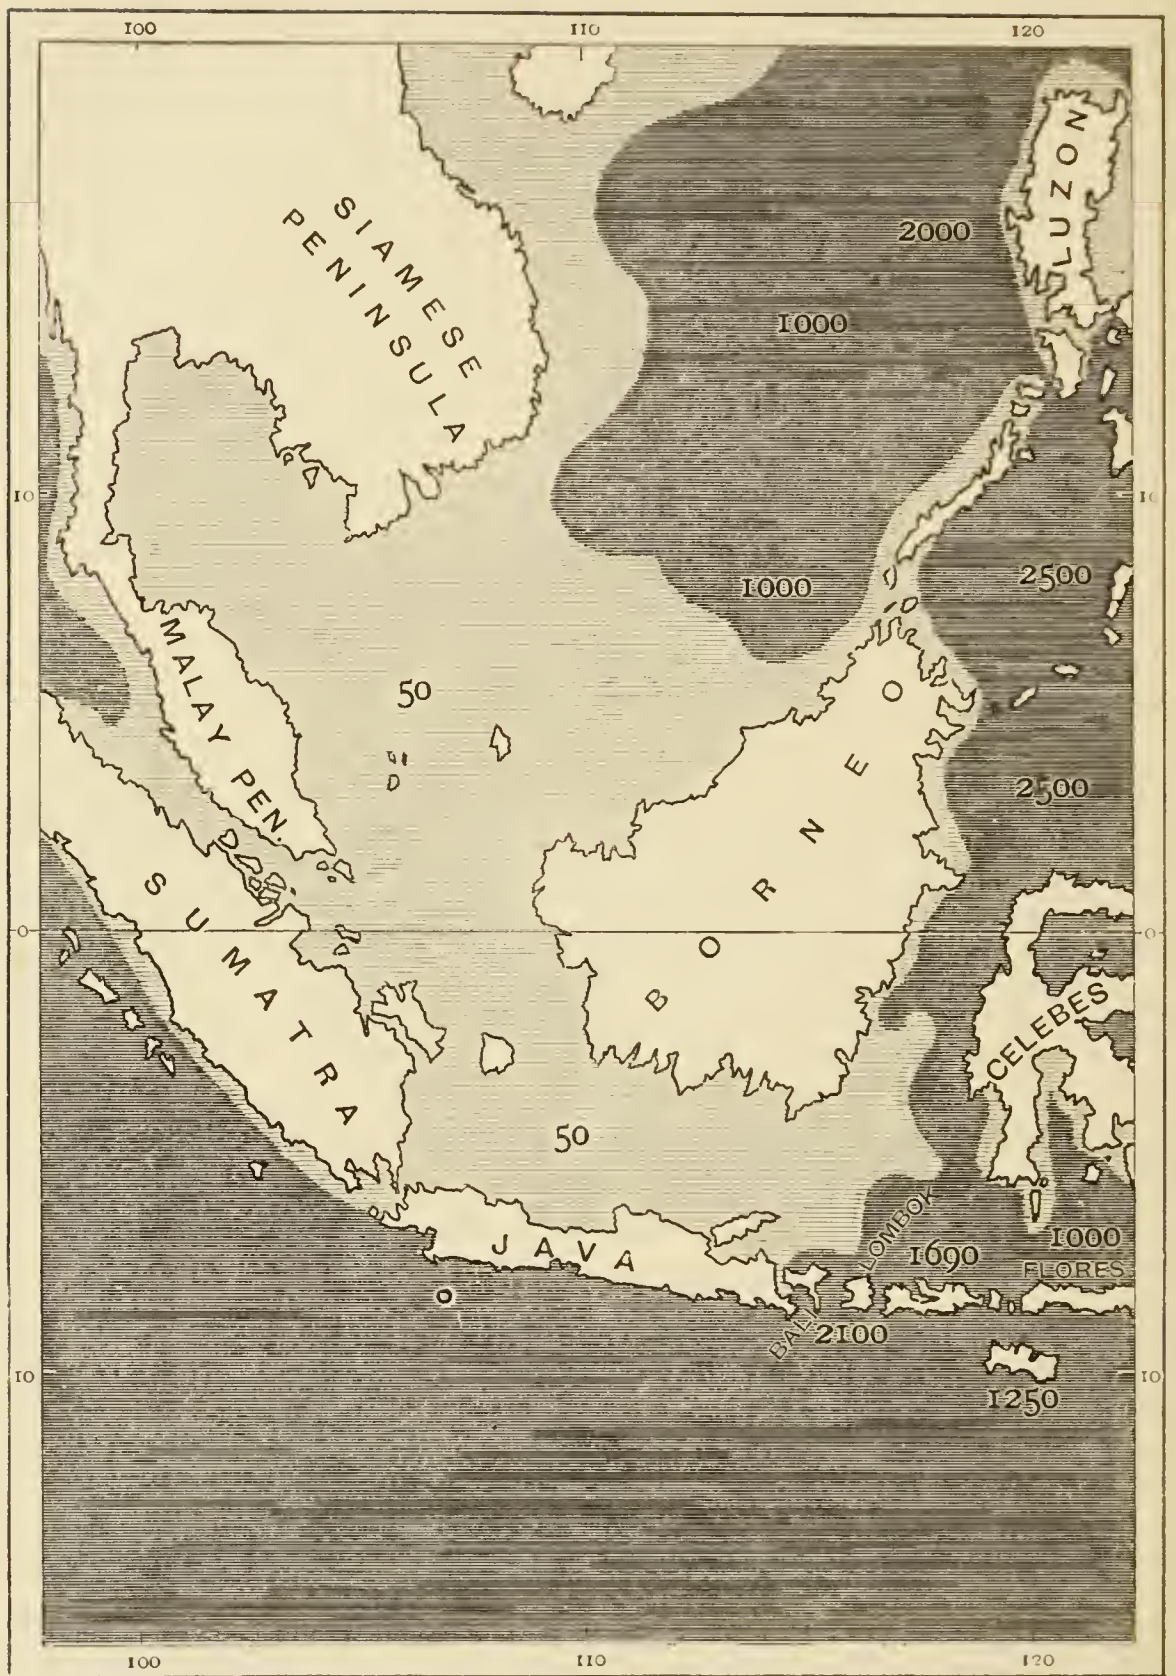 100 110 120
LUZON
SIAMESE
PENINSULA
2000
1000
10 10
1000 2500
MALAY PEN.
50
2500
BORNEO
SUMATRA
0 0
CELEBES
50
LOMBOK
JAVA
1690
1000
FLORES
BALI
2100
10 10
1250
100 110 120